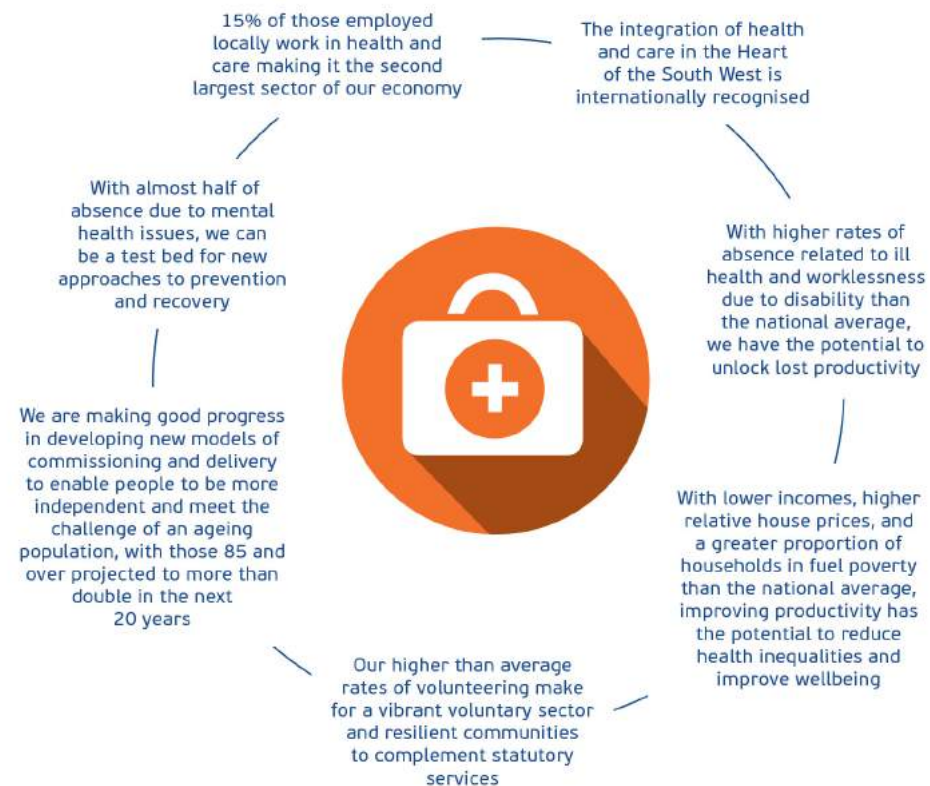 15% of those employed
locally work in health and
care making it the second
largest sector of our economy
The integration of health
and care in the Heart
of the South West is
internationally recognised
With higher rates of
absence related to ill
health and worklessness
due to disability than
the national average,
we have the potential to
unlock lost productivity
With lower incomes, higher
relative house prices, and
a greater proportion of
households in fuel poverty
than the national average,
improving productivity has
the potential to reduce
health inequalities and
improve wellbeing
Our higher than average
rates of volunteering make
for a vibrant voluntary sector
and resilient communities
to complement statutory
services
We are making good progress
in developing new models of
commissioning and delivery
to enable people to be more
independent and meet the
challenge of an ageing
population, with those 85 and
over projected to more than
double in the next
20 years
With almost half of
absence due to mental
health issues, we can
be a test bed for new
approaches to prevention
and recovery